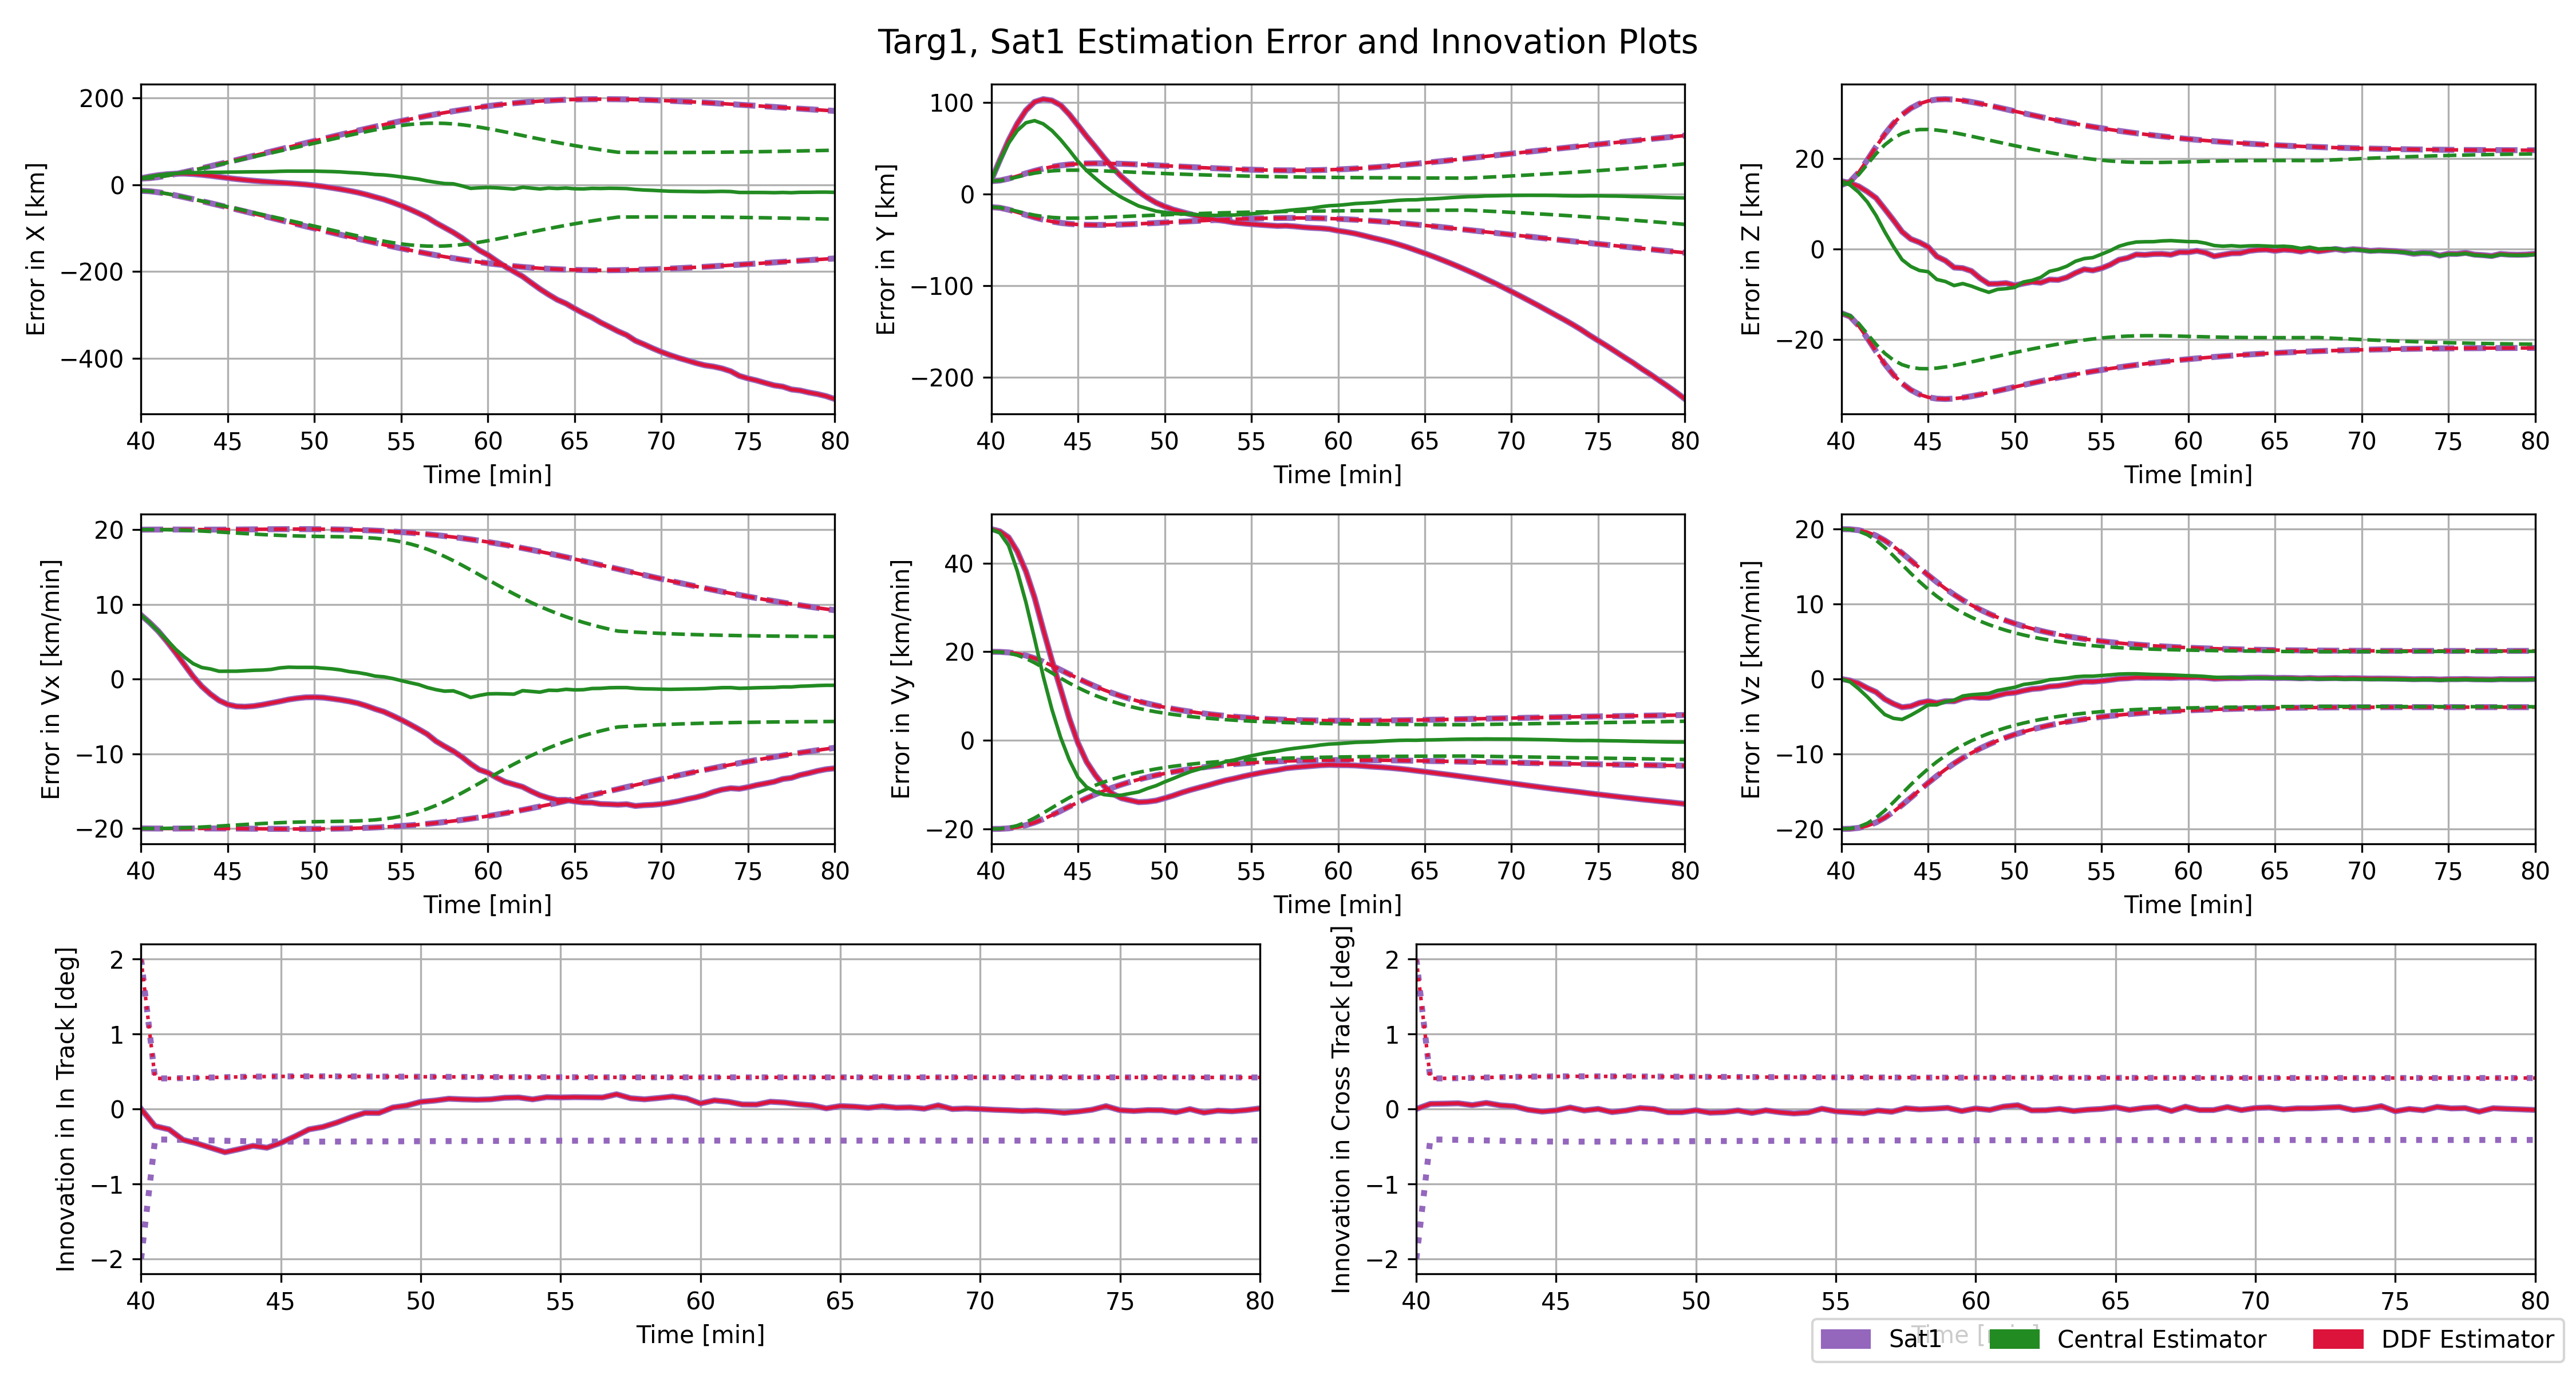 Targ1, Sat1 Estimation Error and Innovation Plots
Error in X [km]
200
0
−200
−400
40 45 50 55 60 65 70 75 80
Time [min]
Error in Y [km]
100
0
−100
−200
40 45 50 55 60 65 70 75 80
Time [min]
Error in Z [km]
20
0
−20
40 45 50 55 60 65 70 75 80
Time [min]
Error in Vx [km/min]
20
10
0
−10
−20
40 45 50 55 60 65 70 75 80
Time [min]
Error in Vy [km/min]
40
20
0
−20
40 45 50 55 60 65 70 75 80
Time [min]
Error in Vz [km/min]
20
10
0
−10
−20
40 45 50 55 60 65 70 75 80
Time [min]
Innovation in In Track [deg]
2
1
0
−1
−2
40 45 50 55 60 65 70 75 80
Time [min]
Innovation in Cross Track [deg]
2
1
0
−1
−2
40 45 50 55 60 65 70 75 80
Sat1 Central Estimator DDF Estimator